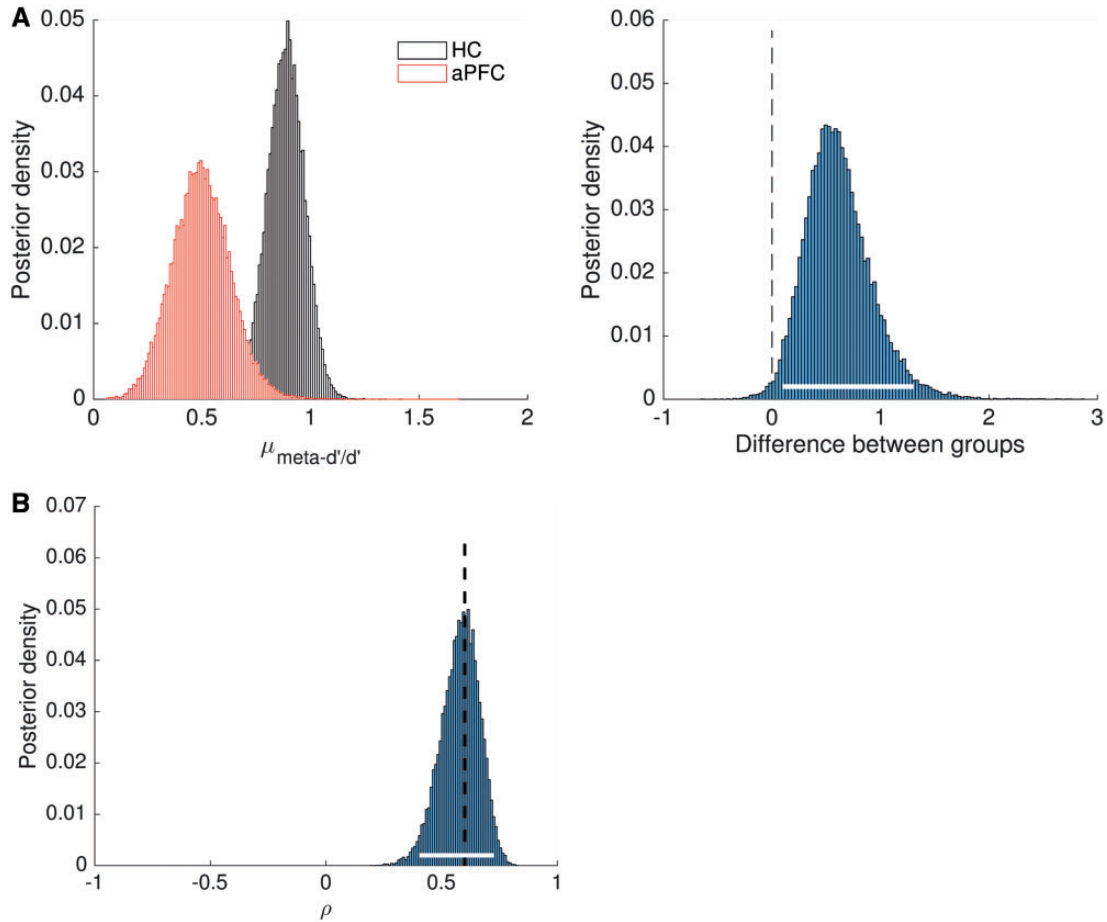 A
0.05
0.04
0.03
0.02
0.01
0
Posterior density
HC
aPFC
0 0.5 1 1.5 2
μmeta-d'/d'
0.06
0.05
0.04
0.03
0.02
0.01
0
Posterior density
-1 0 1 2 3
Difference between groups
B
0.07
0.06
0.05
0.04
0.03
0.02
0.01
0
Posterior density
-1 -0.5 0 0.5 1
ρ